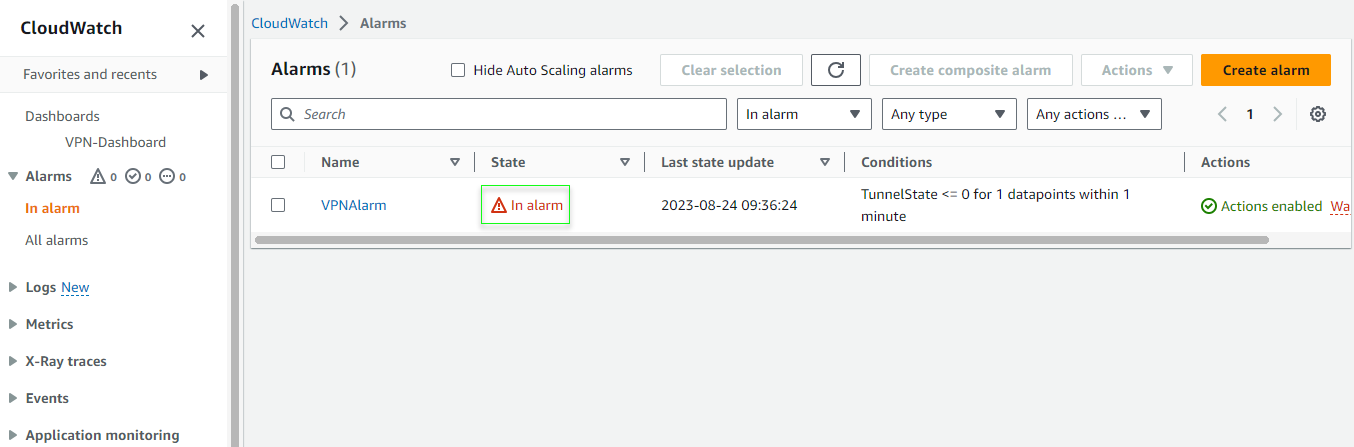 CloudWatch
Favorites and recents
Dashboards
VPN-Dashboard
Alarms 0 0 0
In alarm
All alarms
Logs New
Metrics
X-Ray traces
Events
Application monitoring
CloudWatch > Alarms
Alarms (1) Hide Auto Scaling alarms Clear selection Create composite alarm Actions Create alarm
Search In alarm Any type Any actions ... 1
Name State Last state update Conditions Actions
VPNAlarm In alarm 2023-08-24 09:36:24 TunnelState <= 0 for 1 datapoints within 1
minute
Actions enabled Wa